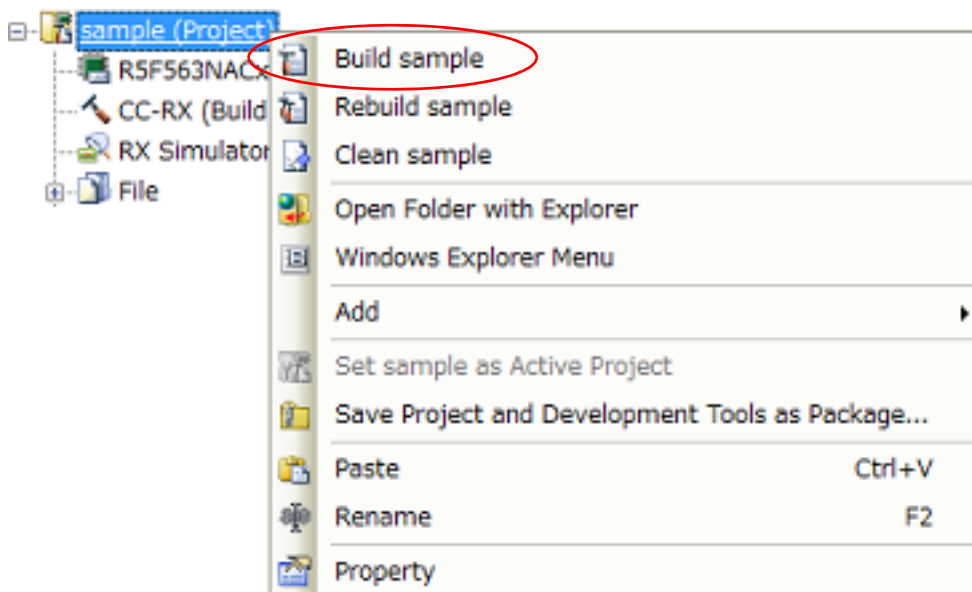 sample (Project)
R5F563NACx
CC-RX (Build
RX Simulator
File
Build sample
Rebuild sample
Clean sample
Open Folder with Explorer
Windows Explorer Menu
Add
Set sample as Active Project
Save Project and Development Tools as Package...
Paste Ctrl+V
Rename F2
Property